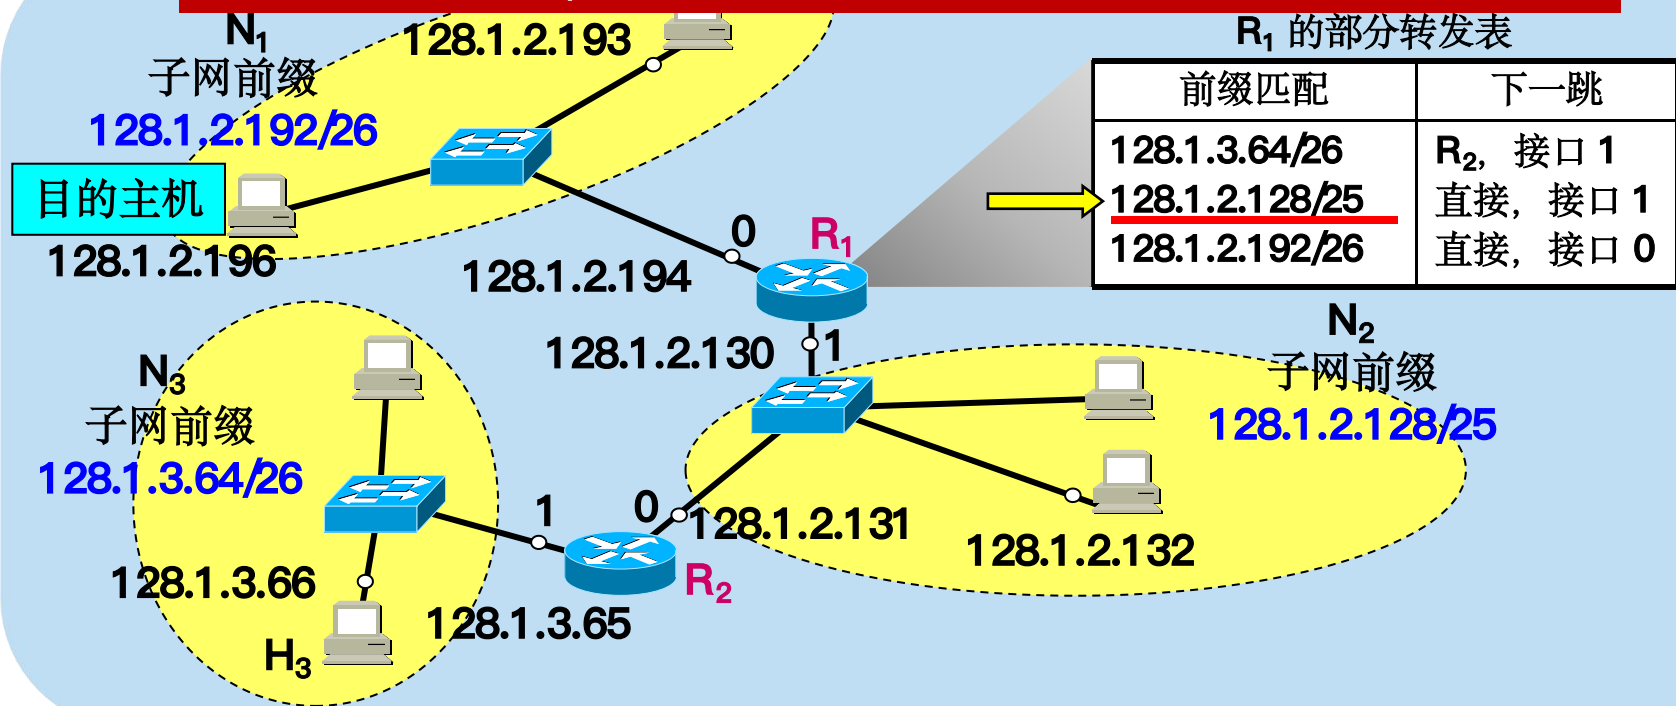 128.1.2.193
N1
子网前缀
128.1.2.192/26
目的主机
128.1.2.196
R1 的部分转发表
前缀匹配 下一跳
128.1.3.64/26 R2, 接口 1
128.1.2.128/25 直接, 接口 1
128.1.2.192/26 直接, 接口 0
0
R1
128.1.2.194
128.1.2.130
1
N2
子网前缀
128.1.2.128/25
N3
子网前缀
128.1.3.64/26
1
0
128.1.2.131
128.1.2.132
R2
128.1.3.66
128.1.3.65
H3